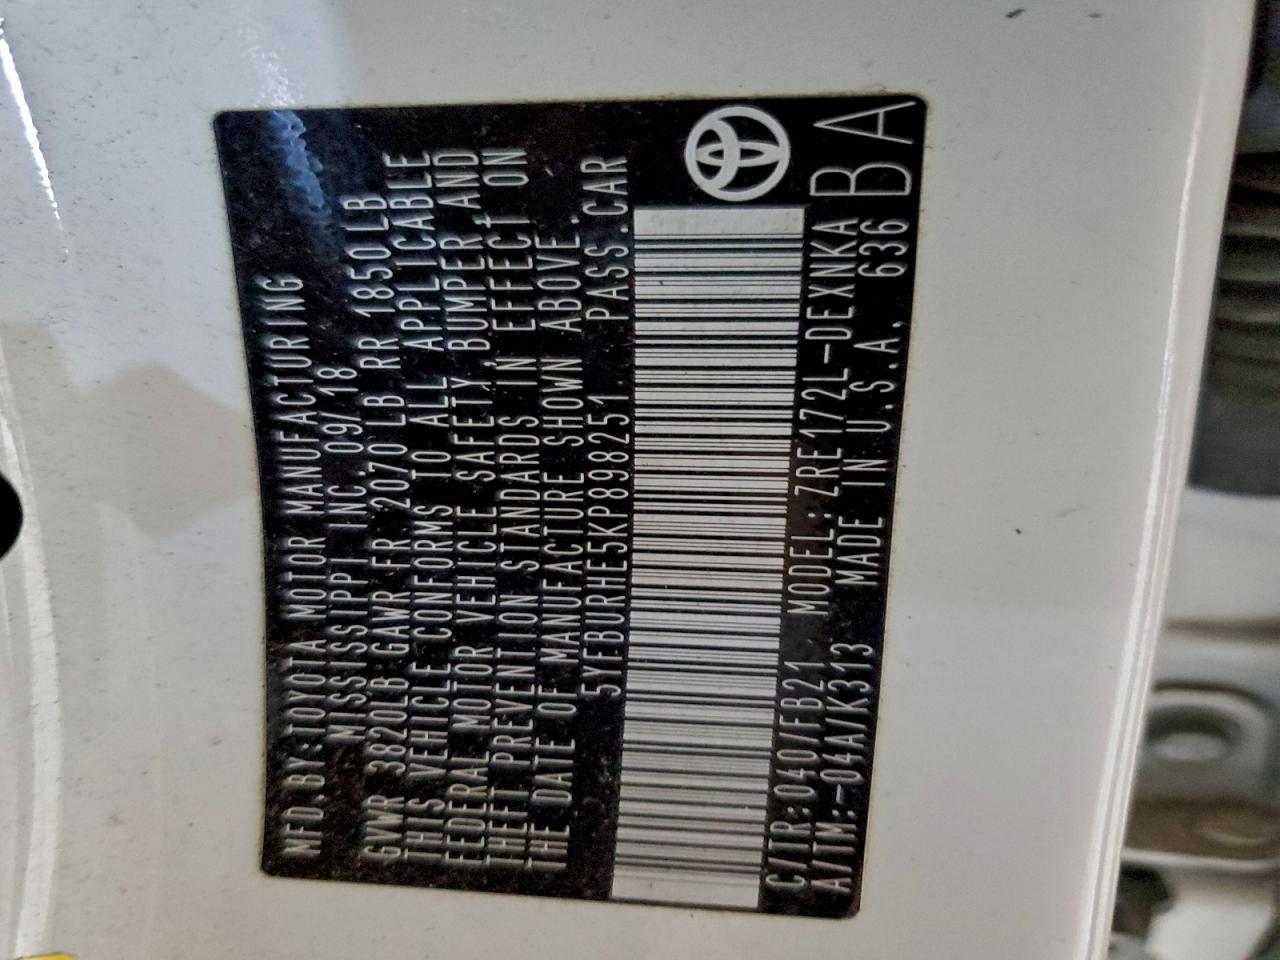 MFD.BY:TOYOTA MOTOR MANUFACTURING
MISSISSIPPI INC. 09/18
GVWR 3820LB GAWR FR 2070LB RR 1850LB
THIS VEHICLE CONFORMS TO ALL APPLICABLE
FEDERAL MOTOR VEHICLE SAFETY,BUMPER,AND
THEFT PREVENTION STANDARDS IN EFFECT ON
THE DATE OF MANUFACTURE SHOWN ABOVE.
5YFBURHE5KP898251 PASS.CAR
C/TR:040/FB21 MODEL:ZRE172L-DEXNKA
A/TM:-04A/K313 MADE IN U.S.A. 636
BA